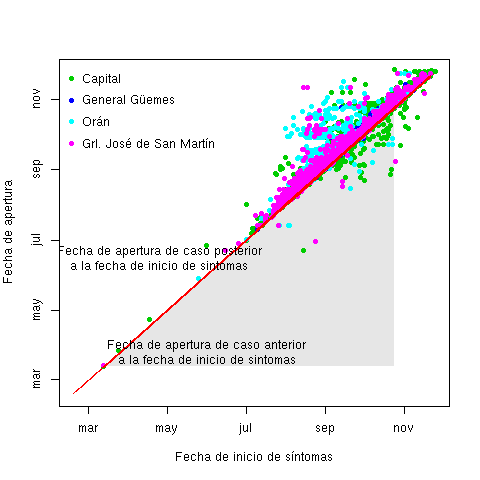 Capital
General Güemes
Orán
Grl. José de San Martín
Fecha de apertura de caso posterior
a la fecha de inicio de sintomas
Fecha de apertura de caso anterior
a la fecha de inicio de sintomas
Fecha de apertura
mar
may
jul
sep
nov
mar
may
jul
sep
nov
Fecha de inicio de síntomas